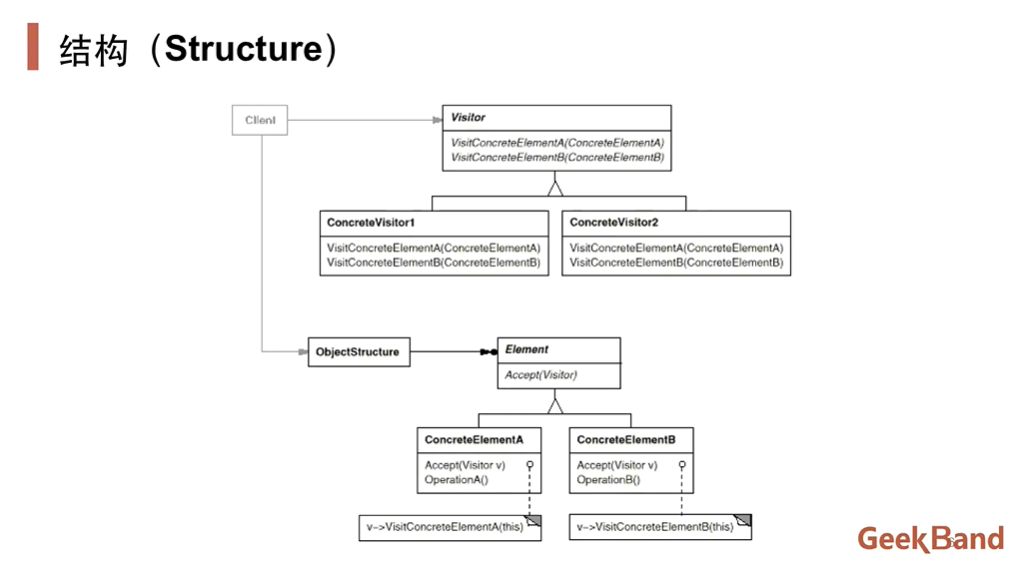 结构（Structure）
Client
Visitor
VisitConcreteElementA(ConcreteElementA)
VisitConcreteElementB(ConcreteElementB)
ConcreteVisitor1
VisitConcreteElementA(ConcreteElementA)
VisitConcreteElementB(ConcreteElementB)
ConcreteVisitor2
VisitConcreteElementA(ConcreteElementA)
VisitConcreteElementB(ConcreteElementB)
ObjectStructure
Element
Accept(Visitor)
ConcreteElementA
Accept(Visitor v)
OperationA()
ConcreteElementB
Accept(Visitor v)
OperationB()
v->VisitConcreteElementA(this)
v->VisitConcreteElementB(this)
GeekBand